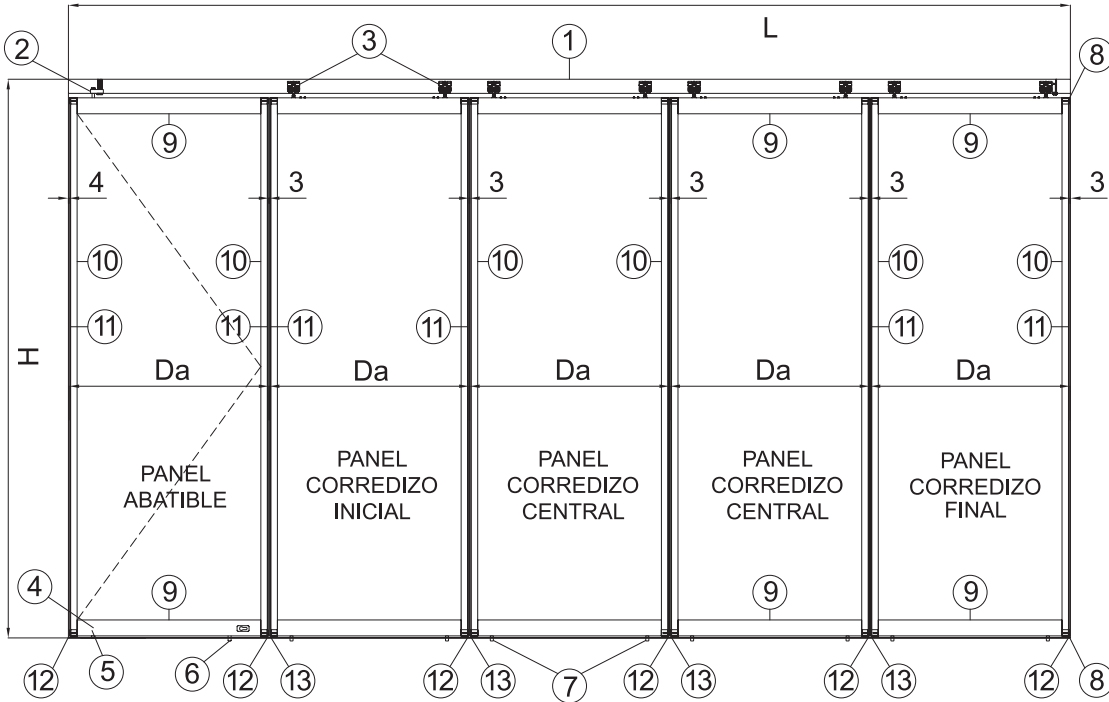 L
2
3
1
8
9
9
9
4
3
3
3
3
3
10
10
10
10
10
10
11
11
11
11
11
11
H
Da
Da
Da
Da
Da
PANEL
ABATIBLE
PANEL
CORREDIZO
INICIAL
PANEL
CORREDIZO
CENTRAL
PANEL
CORREDIZO
CENTRAL
PANEL
CORREDIZO
FINAL
4
9
9
9
12
5
6
12
13
12
13
7
12
13
12
13
12
8